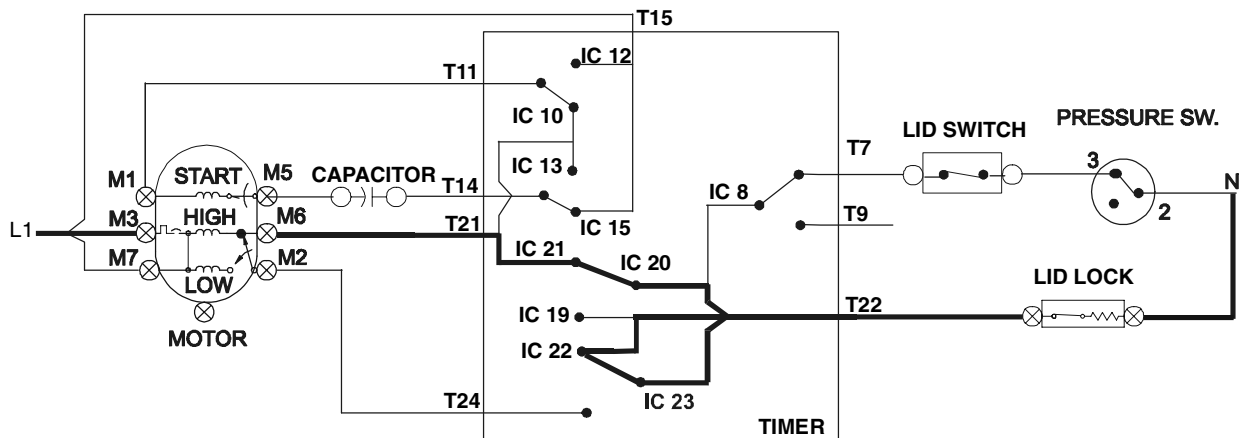 T15
IC 12
T11
IC 10
PRESSURE SW.
LID SWITCH
T7
3
M1
START
M5
CAPACITOR
IC 13
T14
IC 8
N
2
M3
HIGH
M6
L1
T21
IC 15
T9
M7
LOW
M2
IC 21
IC 20
LID LOCK
MOTOR
IC 19
T22
IC 22
T24
IC 23
TIMER